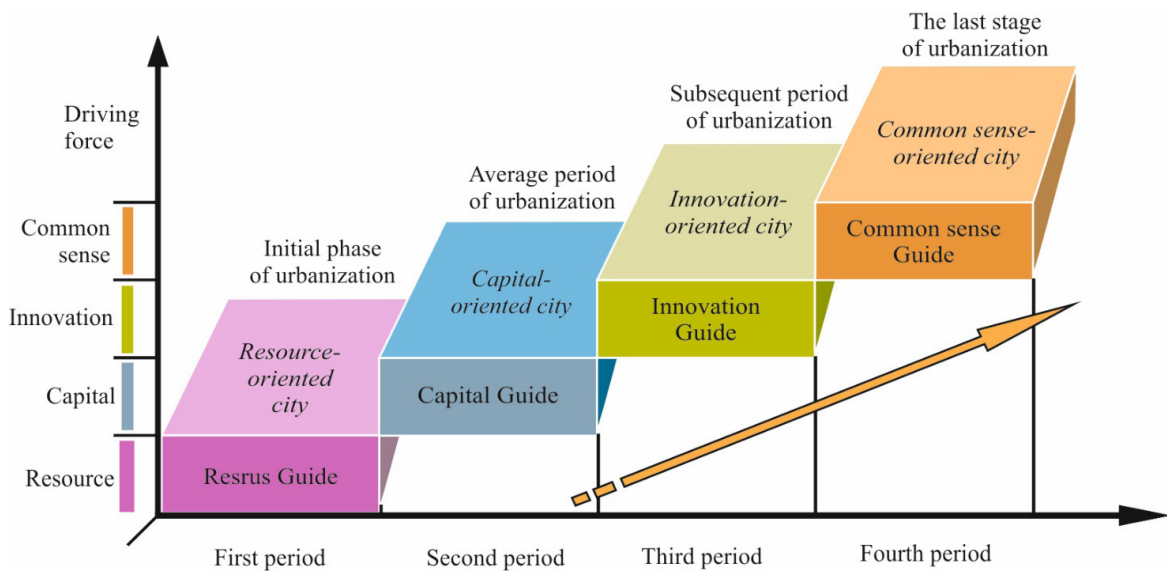 The last stage
of urbanization
Driving
force
Subsequent period
of urbanization
Common sense-
oriented city
Average period
of urbanization
Innovation-
oriented city
Common
sense
Initial phase
of urbanization
Common sense
Guide
Capital-
oriented city
Innovation
Innovation
Guide
Resource-
oriented
city
Capital
Capital Guide
Resource
Resrus Guide
First period
Second period
Third period
Fourth period